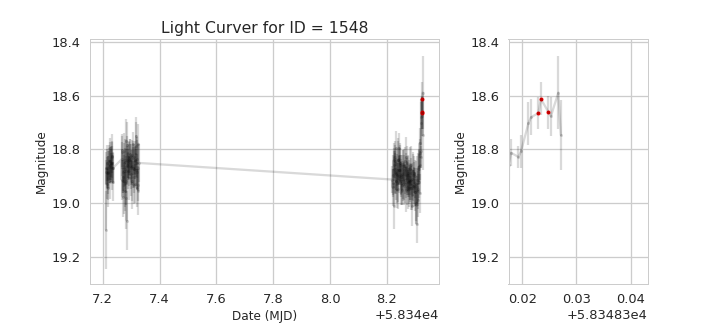 Light Curver for ID = 1548
18.4
18.6
18.8
19.0
19.2
Magnitude
7.2 7.4 7.6 7.8 8.0 8.2
Date (MJD)
+5.834e4
18.4
18.6
18.8
19.0
19.2
Magnitude
0.02 0.03 0.04
+5.83483e4